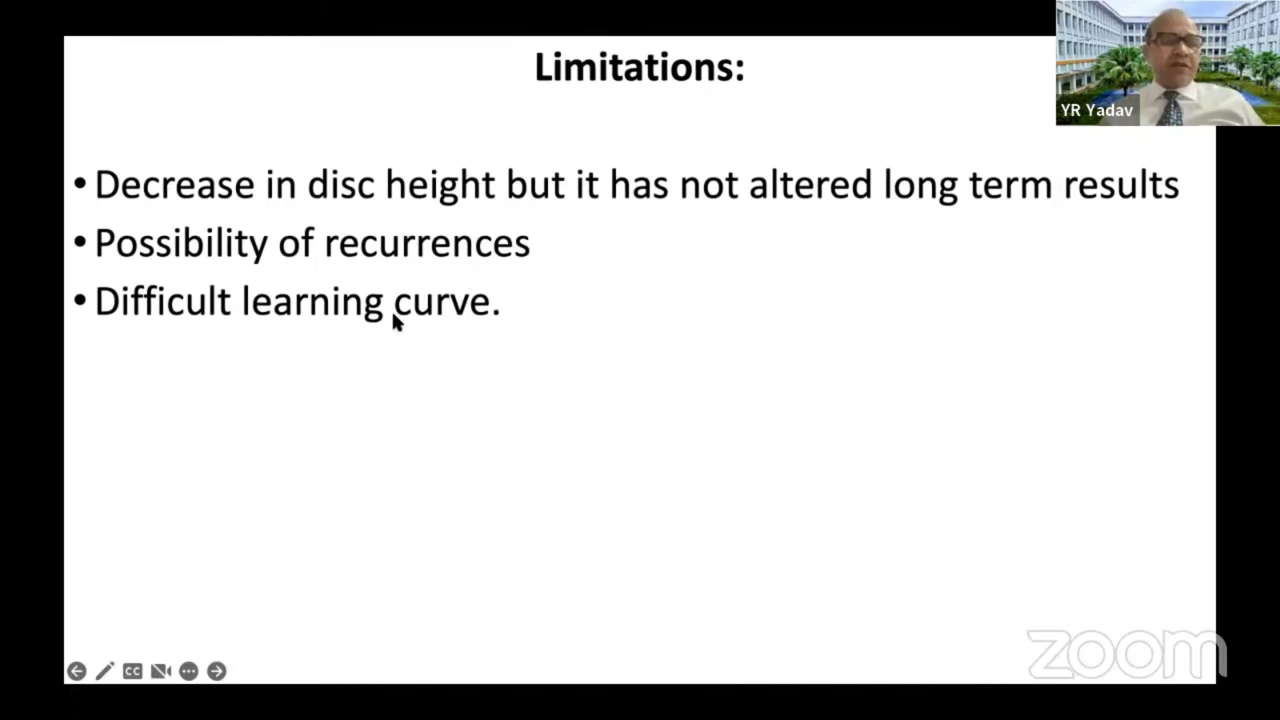 Limitations:
YR Yadav
• Decrease in disc height but it has not altered long term results
• Possibility of recurrences
• Difficult learning curve.
CC
zoom